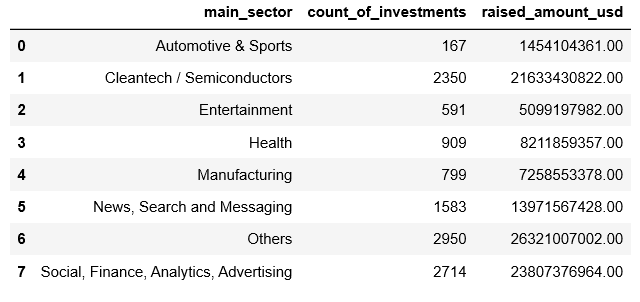 main_sector count_of_investments raised_amount_usd
0 Automotive & Sports 167 1454104361.00
1 Cleantech / Semiconductors 2350 21633430822.00
2 Entertainment 591 5099197982.00
3 Health 909 8211859357.00
4 Manufacturing 799 7258553378.00
5 News, Search and Messaging 1583 13971567428.00
6 Others 2950 26321007002.00
7 Social, Finance, Analytics, Advertising 2714 23807376964.00